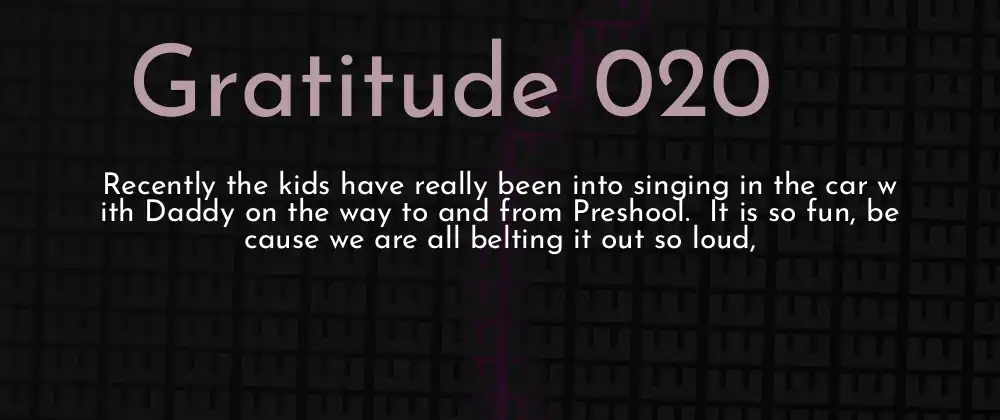 Gratitude 020
Recently the kids have really been into singing in the car w
ith Daddy on the way to and from Preshool.  It is so fun, be
cause we are all belting it out so loud,